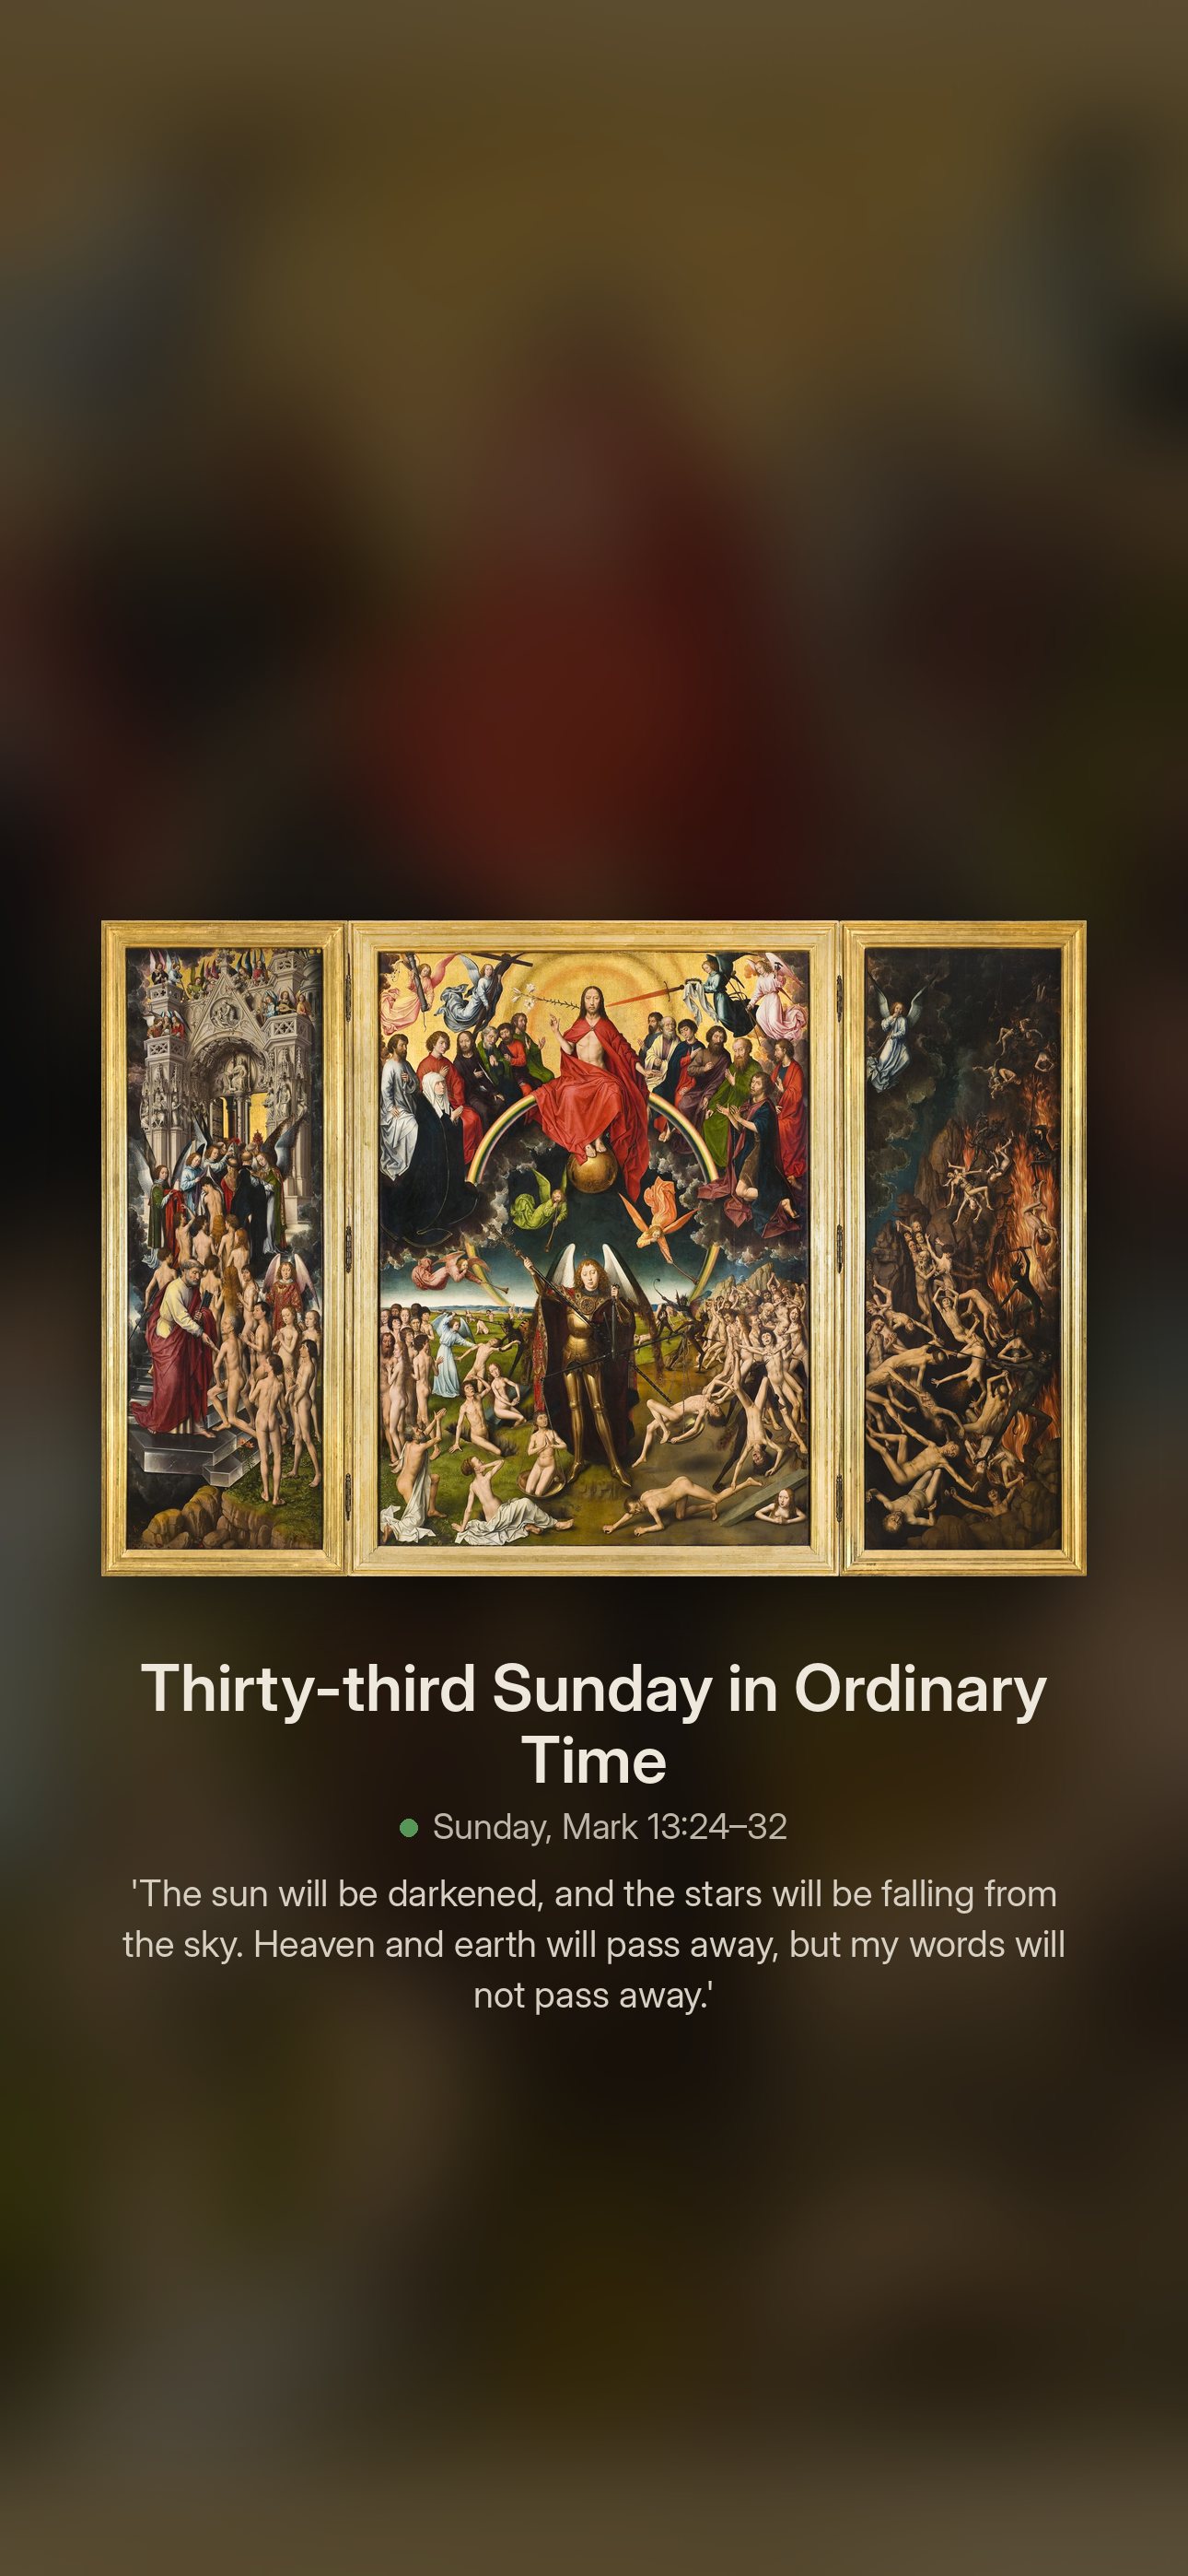 Thirty-third Sunday in Ordinary
Time
Sunday, Mark 13:24–32
'The sun will be darkened, and the stars will be falling from
the sky. Heaven and earth will pass away, but my words will
not pass away.'